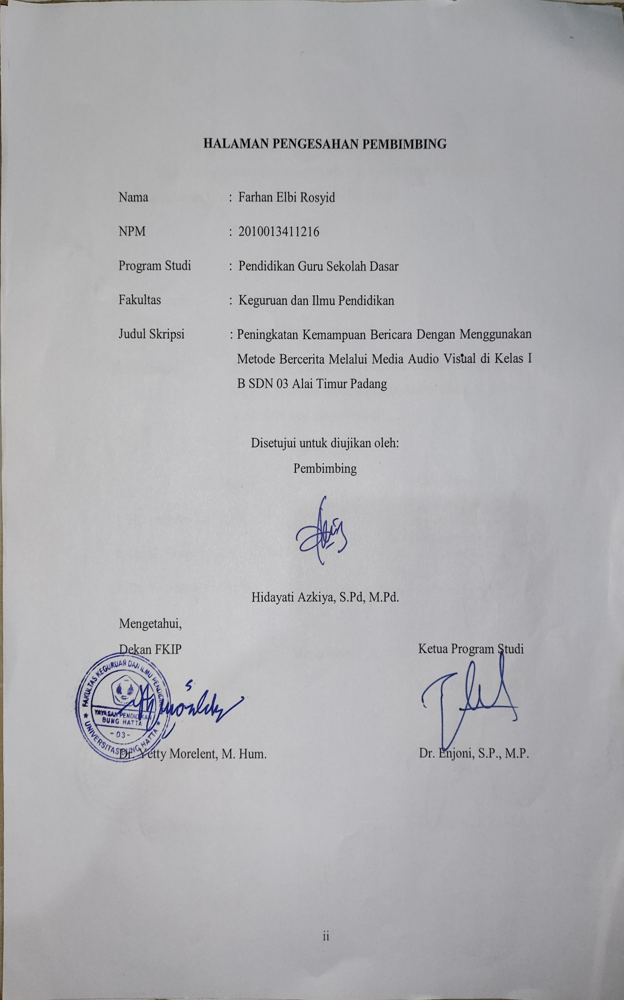 HALAMAN PENGESAHAN PEMBIMBING
Nama : Farhan Elbi Rosyid
NPM : 2010013411216
Program Studi : Pendidikan Guru Sekolah Dasar
Fakultas : Keguruan dan Ilmu Pendidikan
Judul Skripsi : Peningkatan Kemampuan Bericara Dengan Menggunakan
Metode Bercerita Melalui Media Audio Visual di Kelas I
B SDN 03 Alai Timur Padang
Disetujui untuk diujikan oleh:
Pembimbing
Hidayati Azkiya, S.Pd, M.Pd.
Mengetahui,
Dekan FKIP
Ketua Program Studi
FAKULTAS KEGURUAN DAN ILMU PENDIDIKAN
YAYASAN PENDIDIKAN
BUNG HATTA
- 03 -
UNIVERSITAS BUNG HATTA
Dr. Yetty Morelent, M. Hum.
Dr. Enjoni, S.P., M.P.
ii